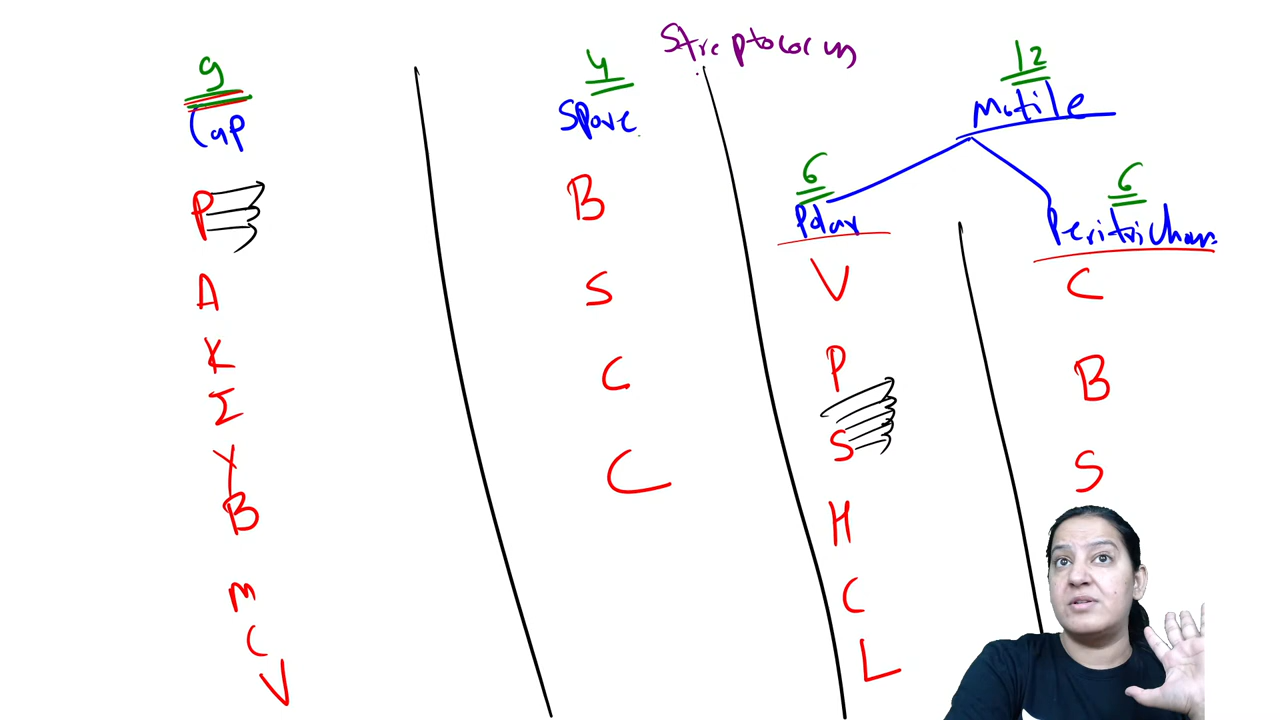 Streptococcus
9
Cap
P
A
K
I
Y
B
M
C
V
4
Spore
B
S
C
C
12
Motile
6
Polar
V
P
S
H
C
L
6
Peritrichous
C
B
S